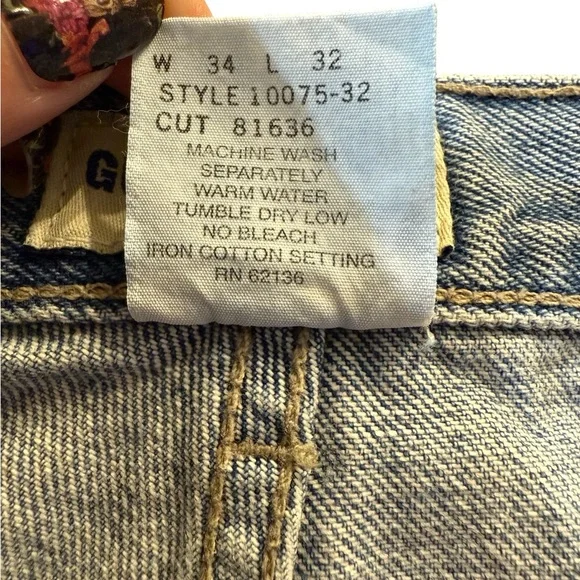 W 34 L 32
STYLE 10075-32
CUT 81636
MACHINE WASH
SEPARATELY
WARM WATER
TUMBLE DRY LOW
NO BLEACH
IRON COTTON SETTING
RN 62136